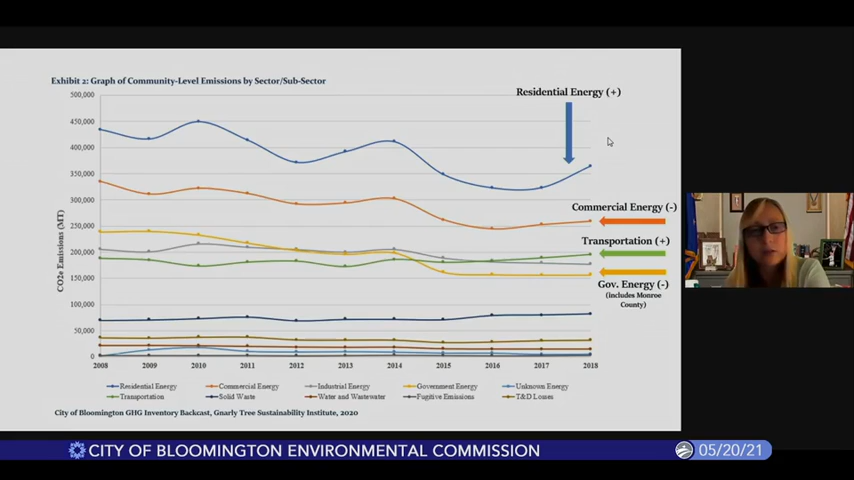 Exhibit 2: Graph of Community-Level Emissions by Sector/Sub-Sector
500,000
450,000
400,000
350,000
300,000
250,000
200,000
150,000
100,000
50,000
0
CO2e Emissions (MT)
2008 2009 2010 2011 2012 2013 2014 2015 2016 2017 2018
Residential Energy (+)
Commercial Energy (-)
Transportation (+)
Gov. Energy (-)
(includes Monroe
County)
Residential Energy Commercial Energy Industrial Energy Government Energy Unknown Energy
Transportation Solid Waste Water and Wastewater Fugitive Emissions T&D Losses
City of Bloomington GHG Inventory Backcast, Gnarly Tree Sustainability Institute, 2020
CITY OF BLOOMINGTON ENVIRONMENTAL COMMISSION
05/20/21